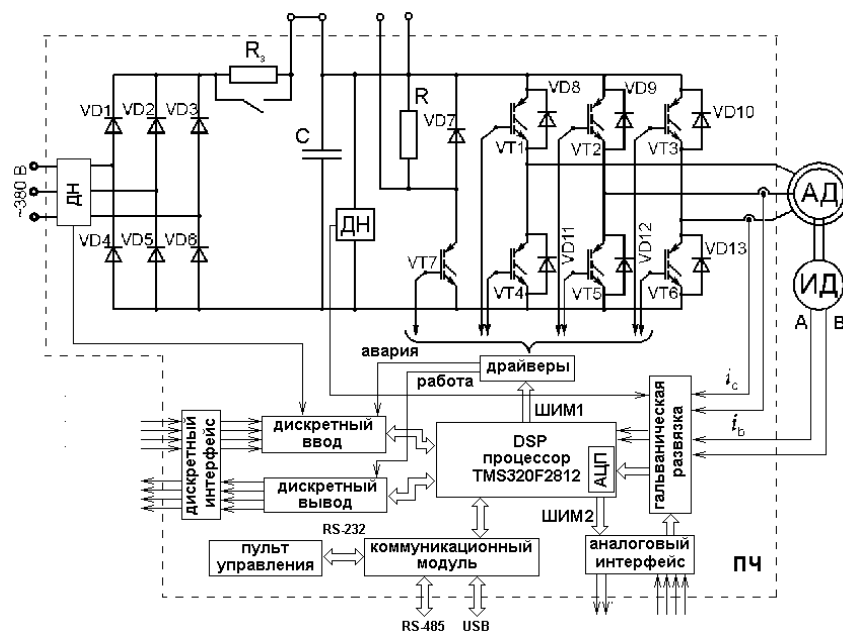 Rз
VD1
VD2
VD3
C
R
VD7
VD8
VD9
VD10
VT1
VT2
VT3
~380 В
ДН
АД
VD4
VD5
VD6
ДН
VT7
VT4
VD11
VT5
VD12
VT6
VD13
ИД
А
В
авария
работа
драйверы
ic
ib
ШИМ1
дискретный
интерфейс
дискретный
ввод
DSP
процессор
TMS320F2812
АЦП
гальваническая
развязка
дискретный
вывод
ШИМ2
RS-232
пульт
управления
коммуникационный
модуль
аналоговый
интерфейс
ПЧ
RS-485
USB